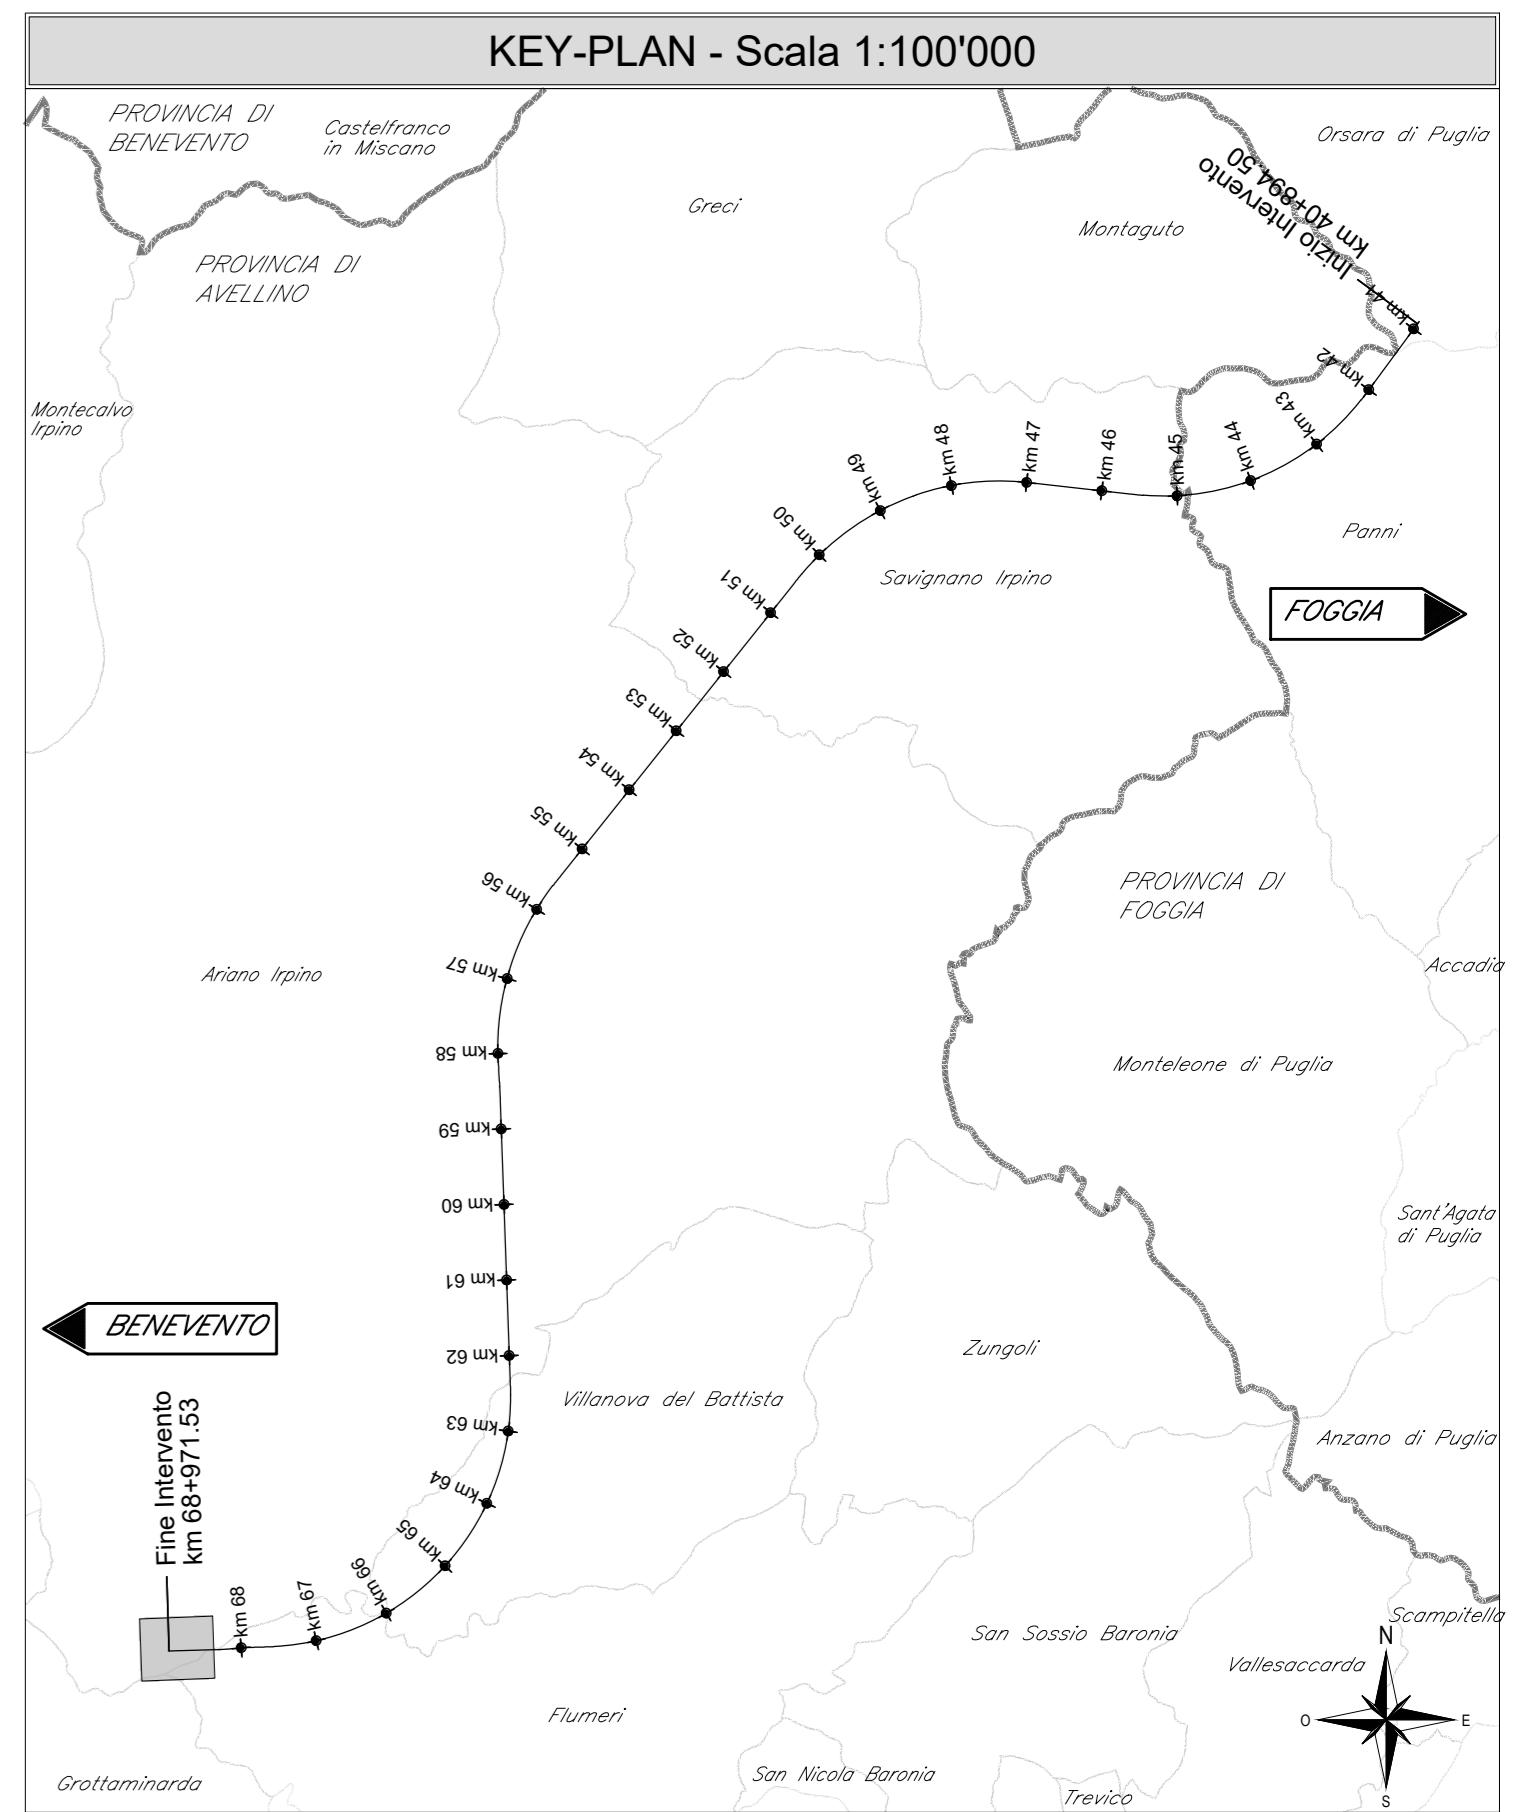 KEY-PLAN - Scala 1:100'000
PROVINCIA DI
BENEVENTO
Castelfranco
in Miscano
Orsara di Puglia
Greci
Montaguto
Inizio Intervento
km 40+894.50
PROVINCIA DI
AVELLINO
km 41
km 42
km 43
km 44
km 45
km 46
km 47
km 48
km 49
km 50
km 51
km 52
km 53
km 54
km 55
km 56
km 57
km 58
km 59
km 60
km 61
km 62
km 63
km 64
km 65
km 66
km 67
km 68
Montecalvo
Irpino
Panni
Savignano Irpino
FOGGIA
PROVINCIA DI
FOGGIA
Ariano Irpino
Accadia
Monteleone di Puglia
Sant'Agata
di Puglia
BENEVENTO
Zungoli
Villanova del Battista
Fine Intervento
km 68+971.53
Anzano di Puglia
Scampitella
San Sossio Baronia
Vallesaccarda
Flumeri
Grottaminarda
San Nicola Baronia
Trevico
N
O
E
S